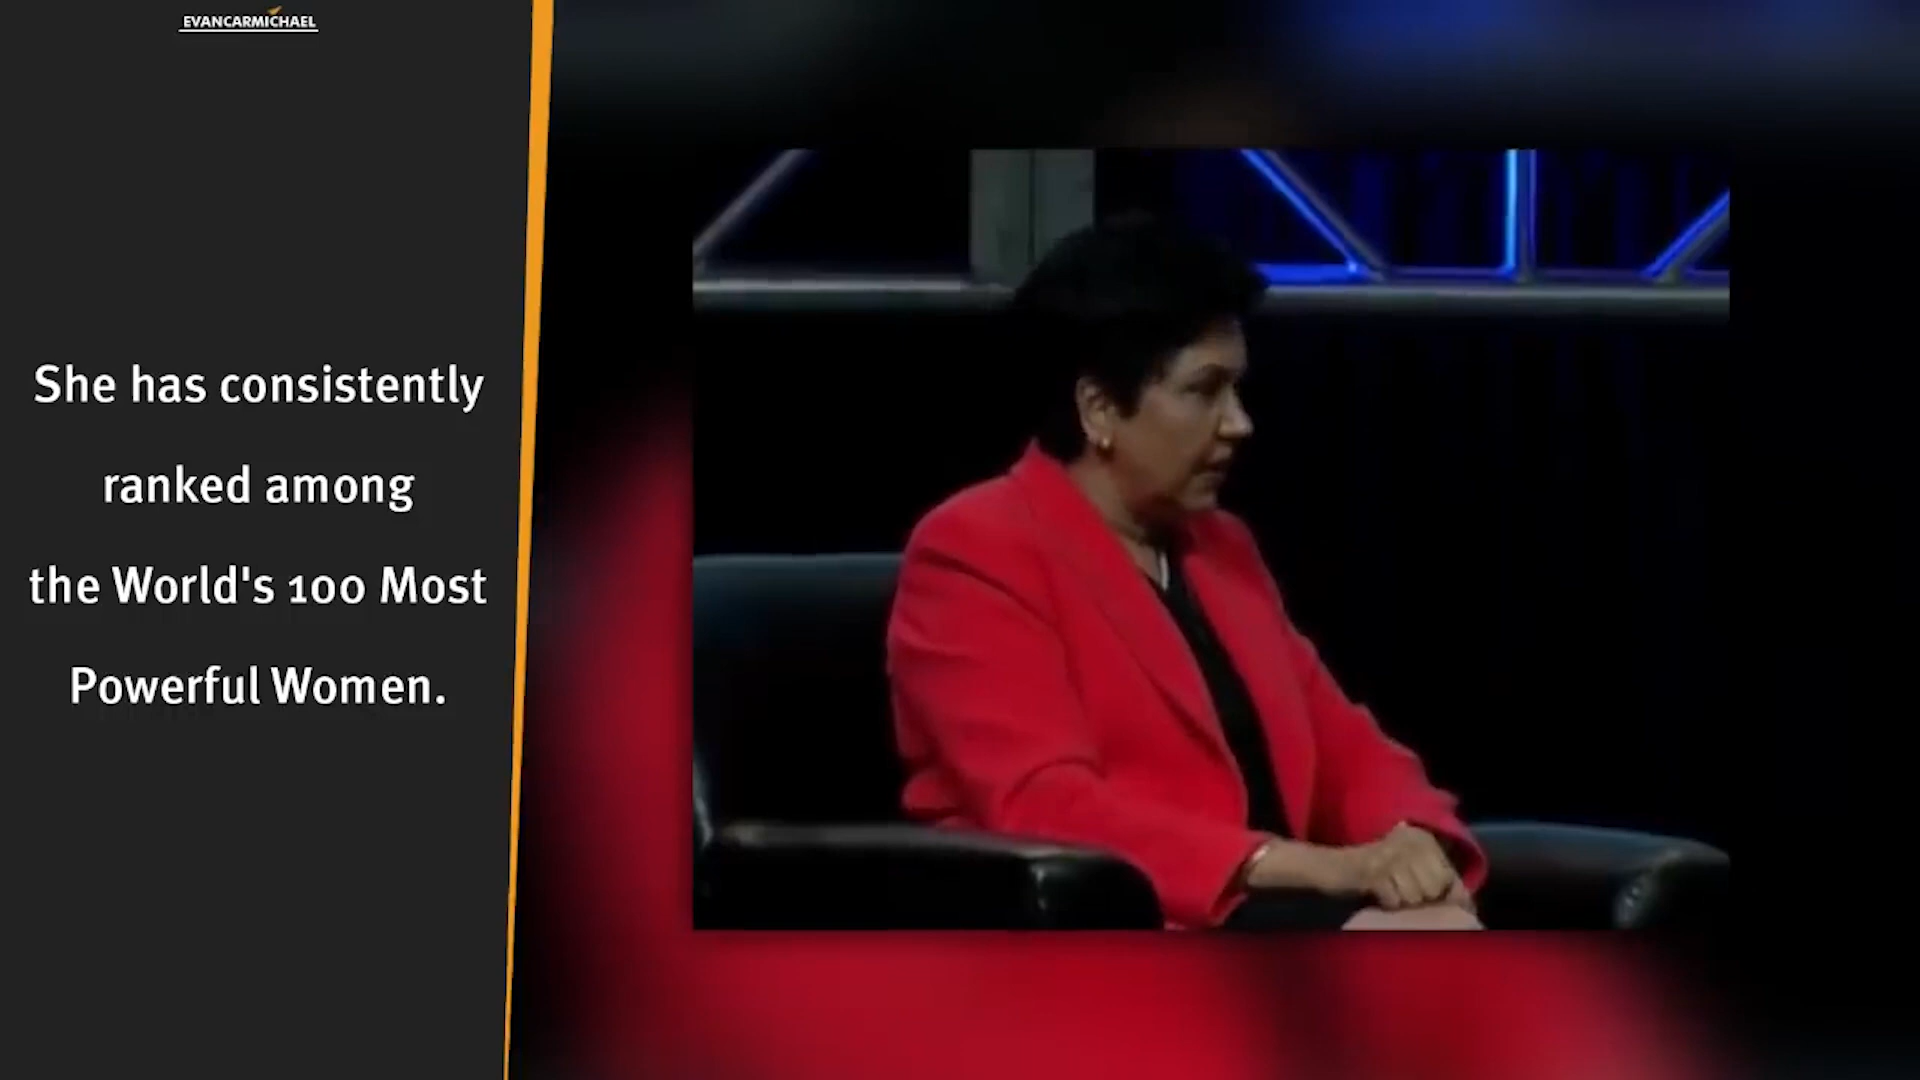 EVANCARMICHAEL
She has consistently
ranked among
the World's 100 Most
Powerful Women.